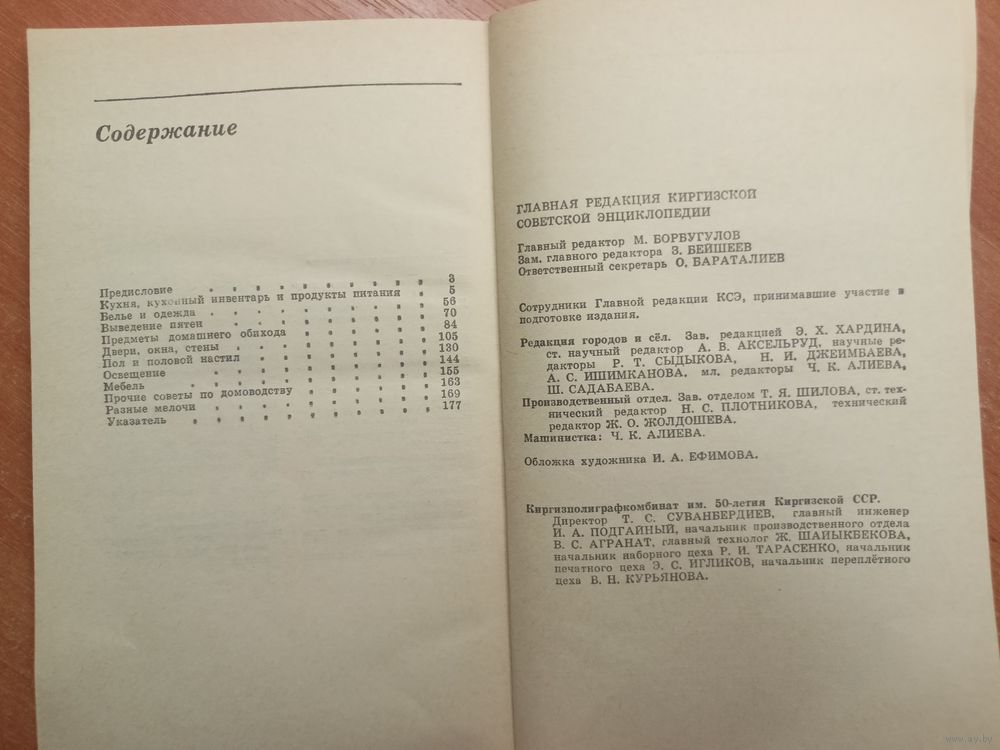 Содержание
Предисловие 3
Кухня, кухонный инвентарь и продукты питания 5
Белье и одежда 56
Выведение пятен 70
Предметы домашнего обихода 84
Двери, окна, стены 105
Пол и половой настил 130
Освещение 144
Мебель 155
Прочие советы по домоводству 163
Разные мелочи 169
Указатель 177
ГЛАВНАЯ РЕДАКЦИЯ КИРГИЗСКОЙ
СОВЕТСКОЙ ЭНЦИКЛОПЕДИИ
Главный редактор М. БОРБУГУЛОВ
Зам. главного редактора З. БЕЙШЕЕВ
Ответственный секретарь О. БАРАТАЛИЕВ
Сотрудники Главной редакции КСЭ, принимавшие участие в
подготовке издания.
Редакция городов и сёл. Зав. редакцией Э. Х. ХАРДИНА,
ст. научный редактор А. В. АКСЕЛЬРУД, научные ре-
дакторы Р. Т. СЫДЫКОВА, Н. И. ДЖЕИМБАЕВА,
А. С. ИШИМКАНОВА, мл. редакторы Ч. К. АЛИЕВА,
Ш. САДАБАЕВА.
Производственный отдел. Зав. отделом Т. Я. ШИЛОВА, ст. тех-
нический редактор Н. С. ПЛОТНИКОВА, технический
редактор Ж. О. ЖОЛДОШЕВА.
Машинистка: Ч. К. АЛИЕВА.
Обложка художника И. А. ЕФИМОВА.
Киргизполиграфкомбинат им. 50-летия Киргизской ССР.
Директор Т. С. СУВАНБЕРДИЕВ, главный инженер
И. А. ПОДГАЙНЫЙ, начальник производственного отдела
В. С. АГРАНАТ, главный технолог Ж. ШАЙЫКБЕКОВА,
начальник наборного цеха Р. И. ТАРАСЕНКО, начальник
печатного цеха Э. С. ИГЛИКОВ, начальник переплётного
цеха В. Н. КУРЬЯНОВА.
www.ay.by